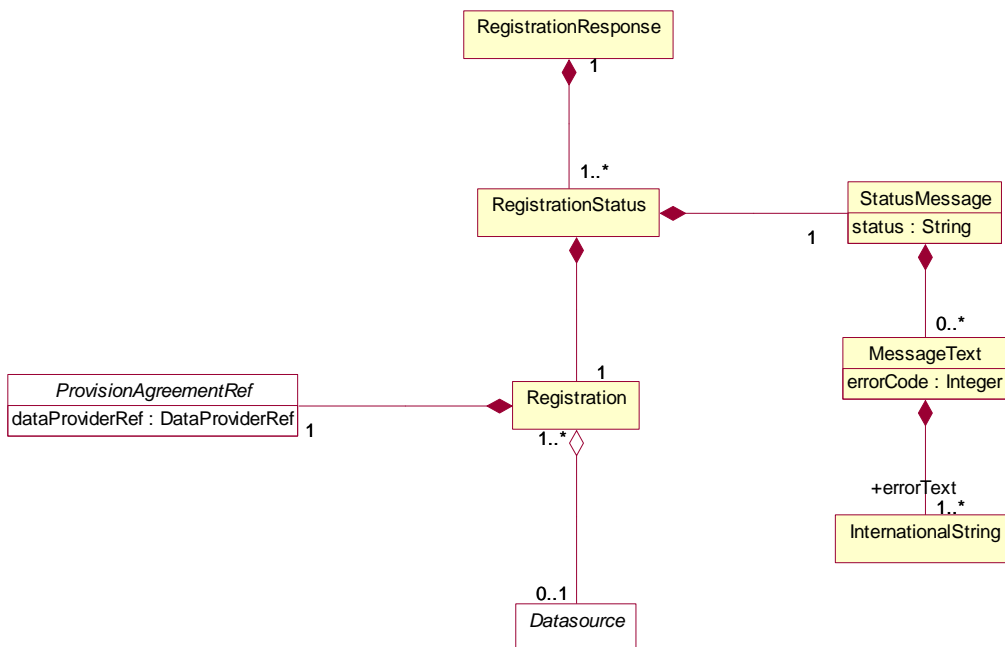 RegistrationResponse
1
1..*
RegistrationStatus
StatusMessage
status : String
1
0..*
MessageText
errorCode : Integer
1
ProvisionAgreementRef
dataProviderRef : DataProviderRef
1
Registration
1..*
+errorText
1..*
InternationalString
0..1
Datasource